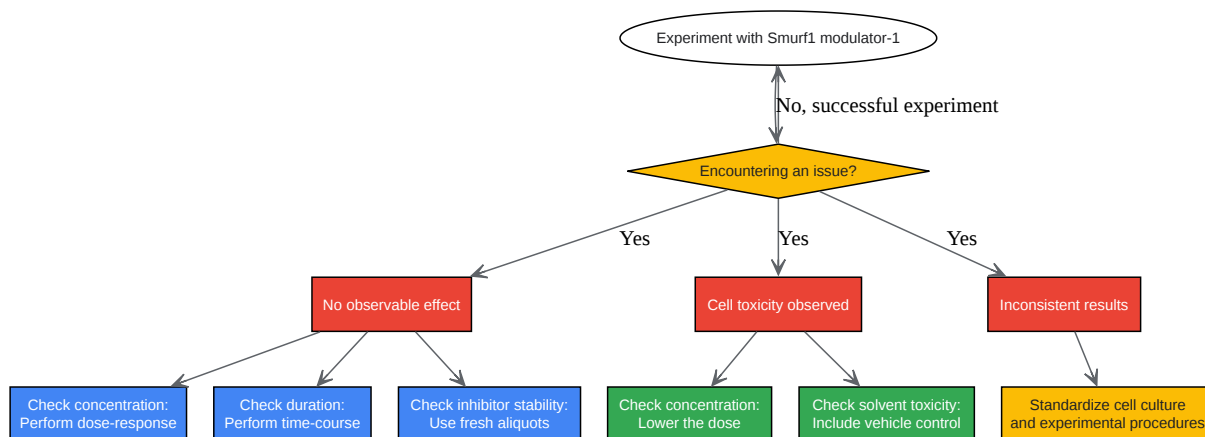 Experiment with Smurf1 modulator-1
No, successful experiment
Encountering an issue?
Yes
Yes
Yes
No observable effect
Cell toxicity observed
Inconsistent results
Check concentration:
Perform dose-response
Check duration:
Perform time-course
Check inhibitor stability:
Use fresh aliquots
Check concentration:
Lower the dose
Check solvent toxicity:
Include vehicle control
Standardize cell culture
and experimental procedures